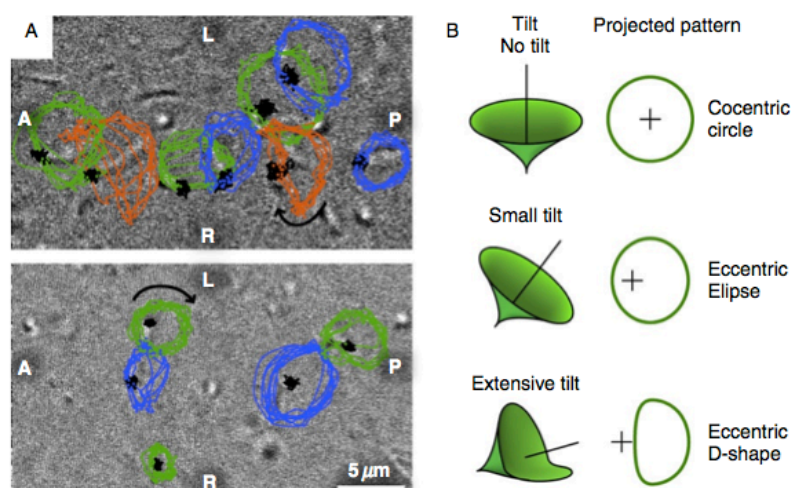 A
L
A
P
R
L
A
P
R
5 μm
B
Tilt
No tilt
Projected pattern
Cocentric
circle
Small tilt
Eccentric
Elipse
Extensive tilt
Eccentric
D-shape